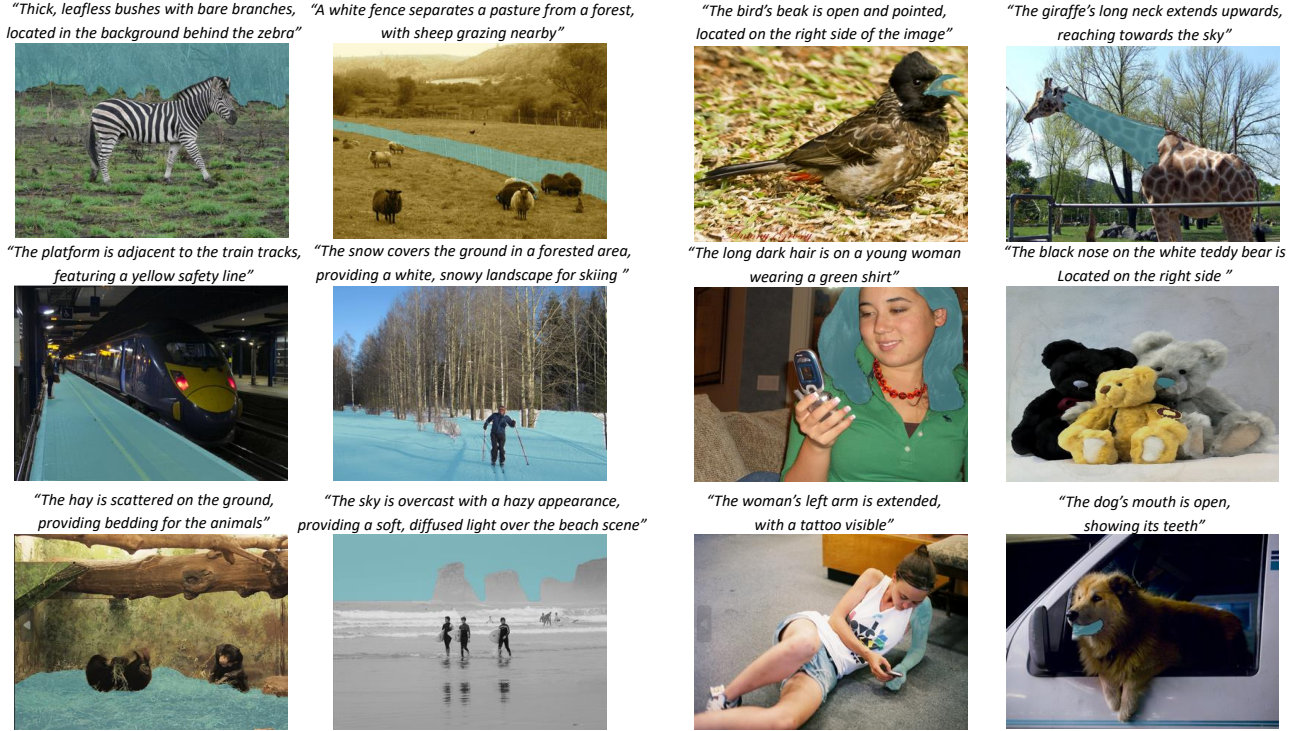 “Thick, leafless bushes with bare branches,
located in the background behind the zebra”
“A white fence separates a pasture from a forest,
with sheep grazing nearby”
“The bird’s beak is open and pointed,
located on the right side of the image”
“The giraffe’s long neck extends upwards,
reaching towards the sky”
“The platform is adjacent to the train tracks,
featuring a yellow safety line”
“The snow covers the ground in a forested area,
providing a white, snowy landscape for skiing ”
“The long dark hair is on a young woman
wearing a green shirt”
“The black nose on the white teddy bear is
Located on the right side ”
“The hay is scattered on the ground,
providing bedding for the animals”
“The sky is overcast with a hazy appearance,
providing a soft, diffused light over the beach scene”
“The woman’s left arm is extended,
with a tattoo visible”
“The dog’s mouth is open,
showing its teeth”